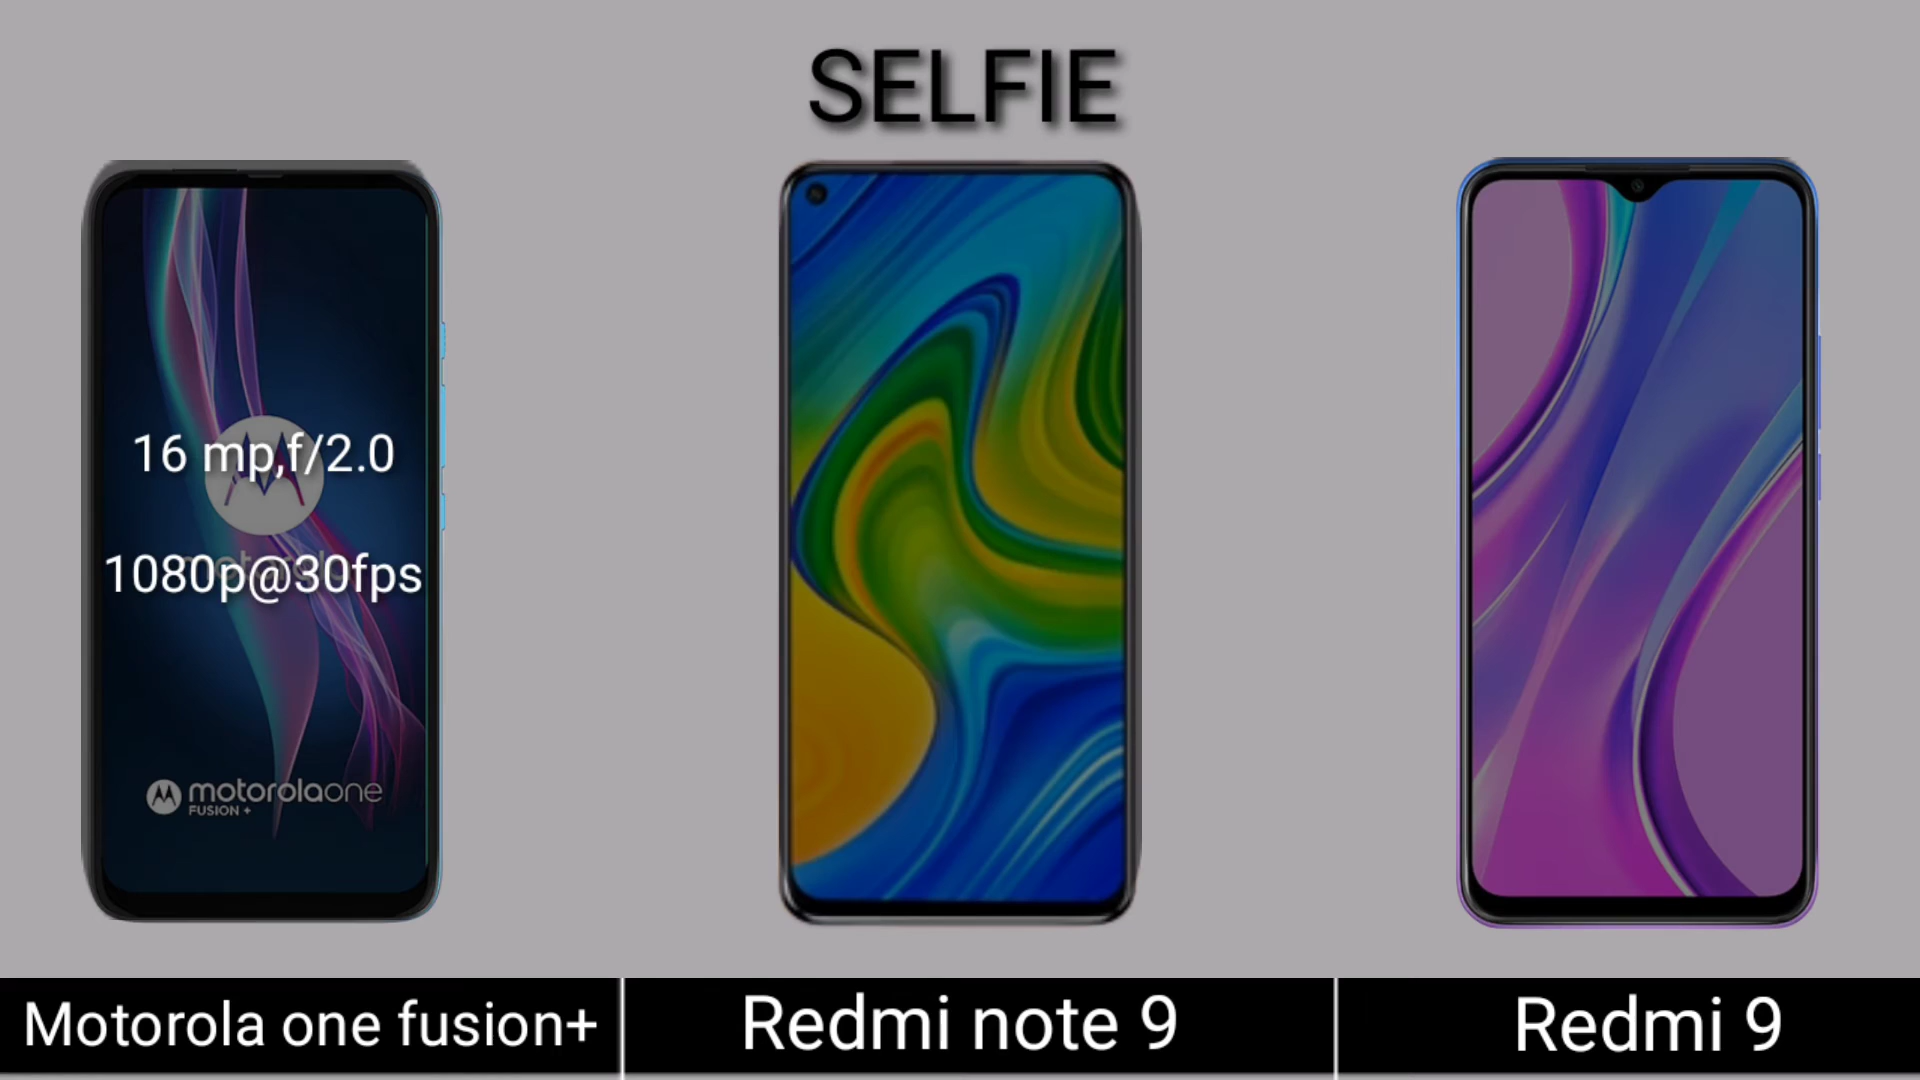 SELFIE
16 mp,f/2.0
1080p@30fps
motorolaone
FUSION +
Motorola one fusion+
Redmi note 9
Redmi 9